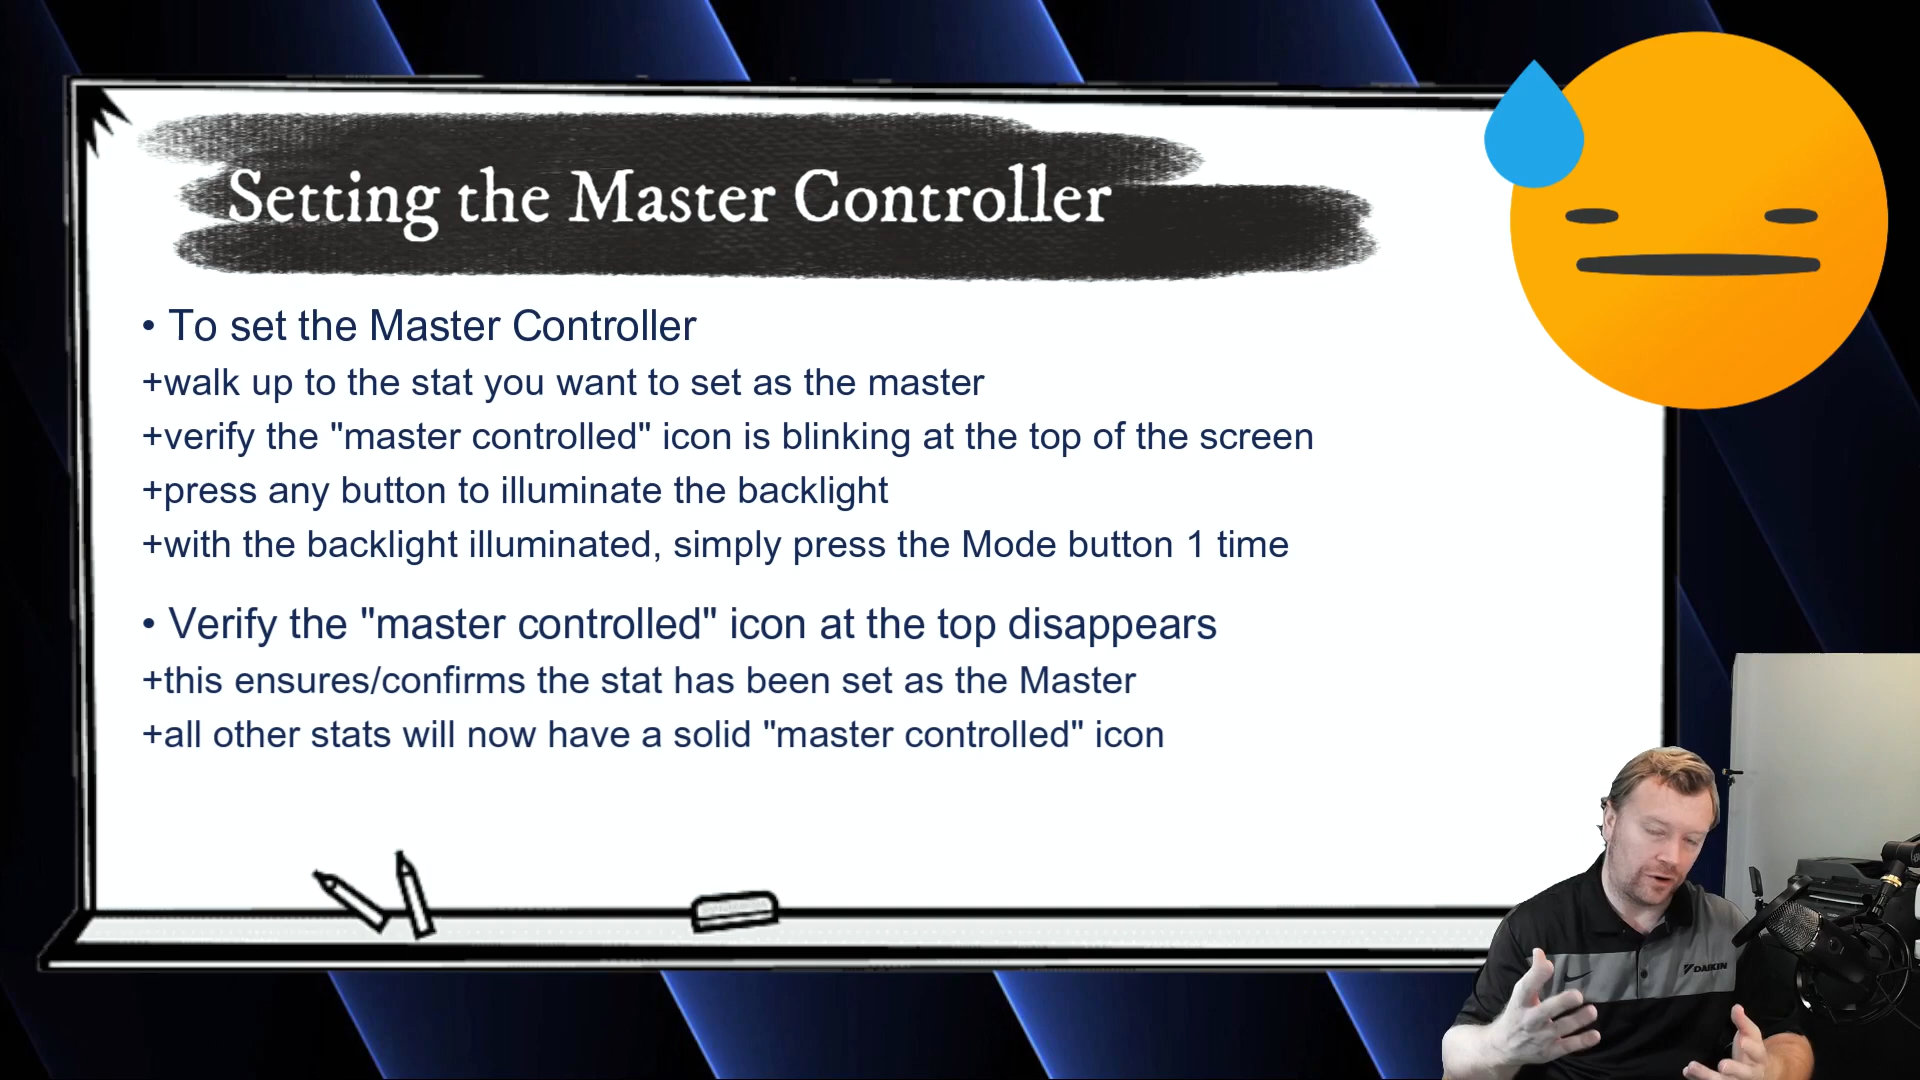 Setting the Master Controller
• To set the Master Controller
+walk up to the stat you want to set as the master
+verify the "master controlled" icon is blinking at the top of the screen
+press any button to illuminate the backlight
+with the backlight illuminated, simply press the Mode button 1 time
• Verify the "master controlled" icon at the top disappears
+this ensures/confirms the stat has been set as the Master
+all other stats will now have a solid "master controlled" icon
DAIKIN